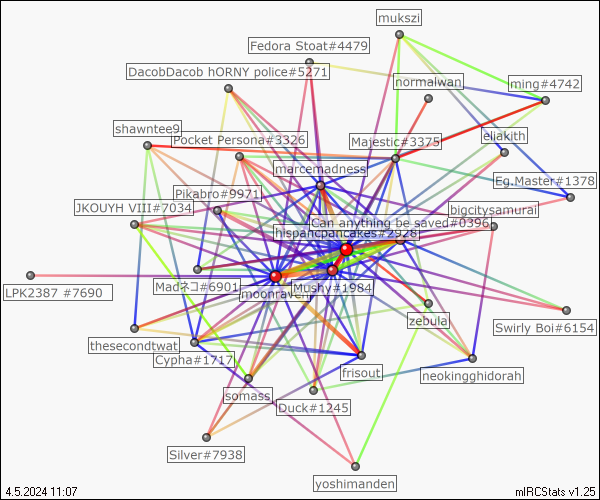 mukszi
Fedora Stoat#4479
DacobDacob hORNY police#5271
normalwan
ming#4742
shawntee9
Pocket Persona#3326
Majestic#3375
eliakith
marcemadness
Eg.Master#1378
Pikabro#9971
JKOUYH VIII#7034
bigcitysamurai
Can anything be saved#0396
hispanicpancakes#2928
LPK2387 #7690
Madネコ#6901
moonraven
Mushy#1984
zebula
Swirly Boi#6154
thesecondtwat
Cypha#1717
frisout
neokingghidorah
somass
Duck#1245
Silver#7938
yoshimanden
4.5.2024 11:07
mIRCStats v1.25